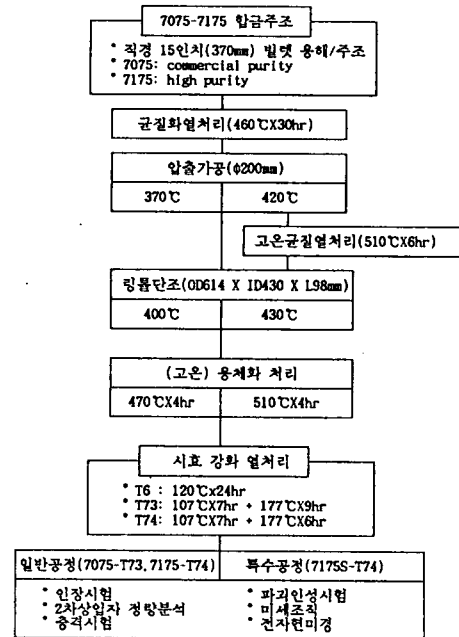 7075-7175 합금주조
* 직경 15인치(370mm) 빌렛 용해/주조
* 7075: commercial purity
* 7175: high purity
균질화열처리(460℃X30hr)
압출가공(φ200mm)
370℃ 420℃
고온균질열처리(510℃X6hr)
링롤단조(OD614 X ID430 X L98mm)
400℃ 430℃
(고온) 용체화 처리
470℃X4hr 510℃X4hr
시효 강화 열처리
* T6 : 120℃x24hr
* T73: 107℃X7hr + 177℃X9hr
* T74: 107℃X7hr + 177℃X6hr
일반공정(7075-T73,7175-T74) 특수공정(7175S-T74)
* 인장시험 * 파괴인성시험
* 2차상입자 정량분석 * 미세조직
* 충격시험 * 전자현미경